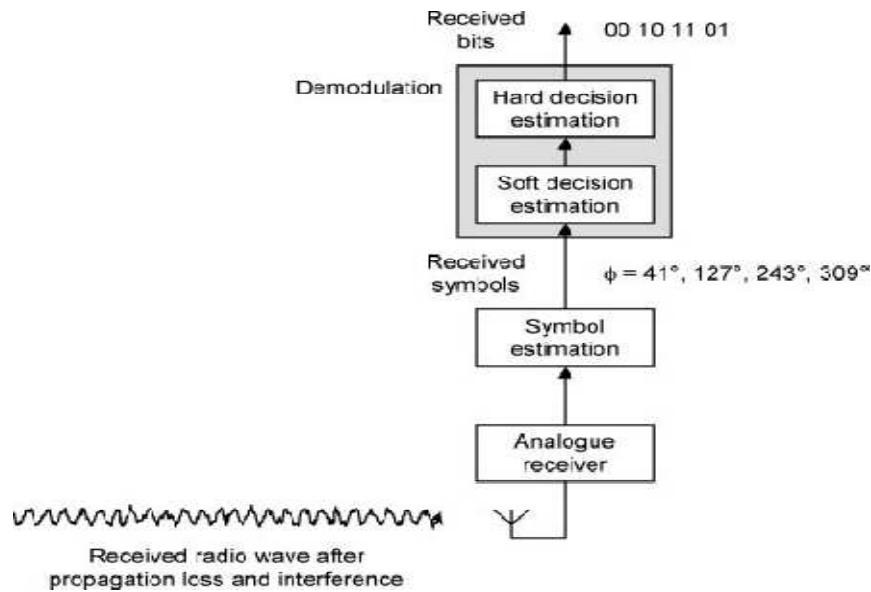 Received
bits
00 10 11 01
Demodulation
Hard decision
estimation
Soft decision
estimation
Received
symbols
ϕ = 41°, 127°, 243°, 309°
Symbol
estimation
Analogue
receiver
Received radio wave after
propagation loss and interference